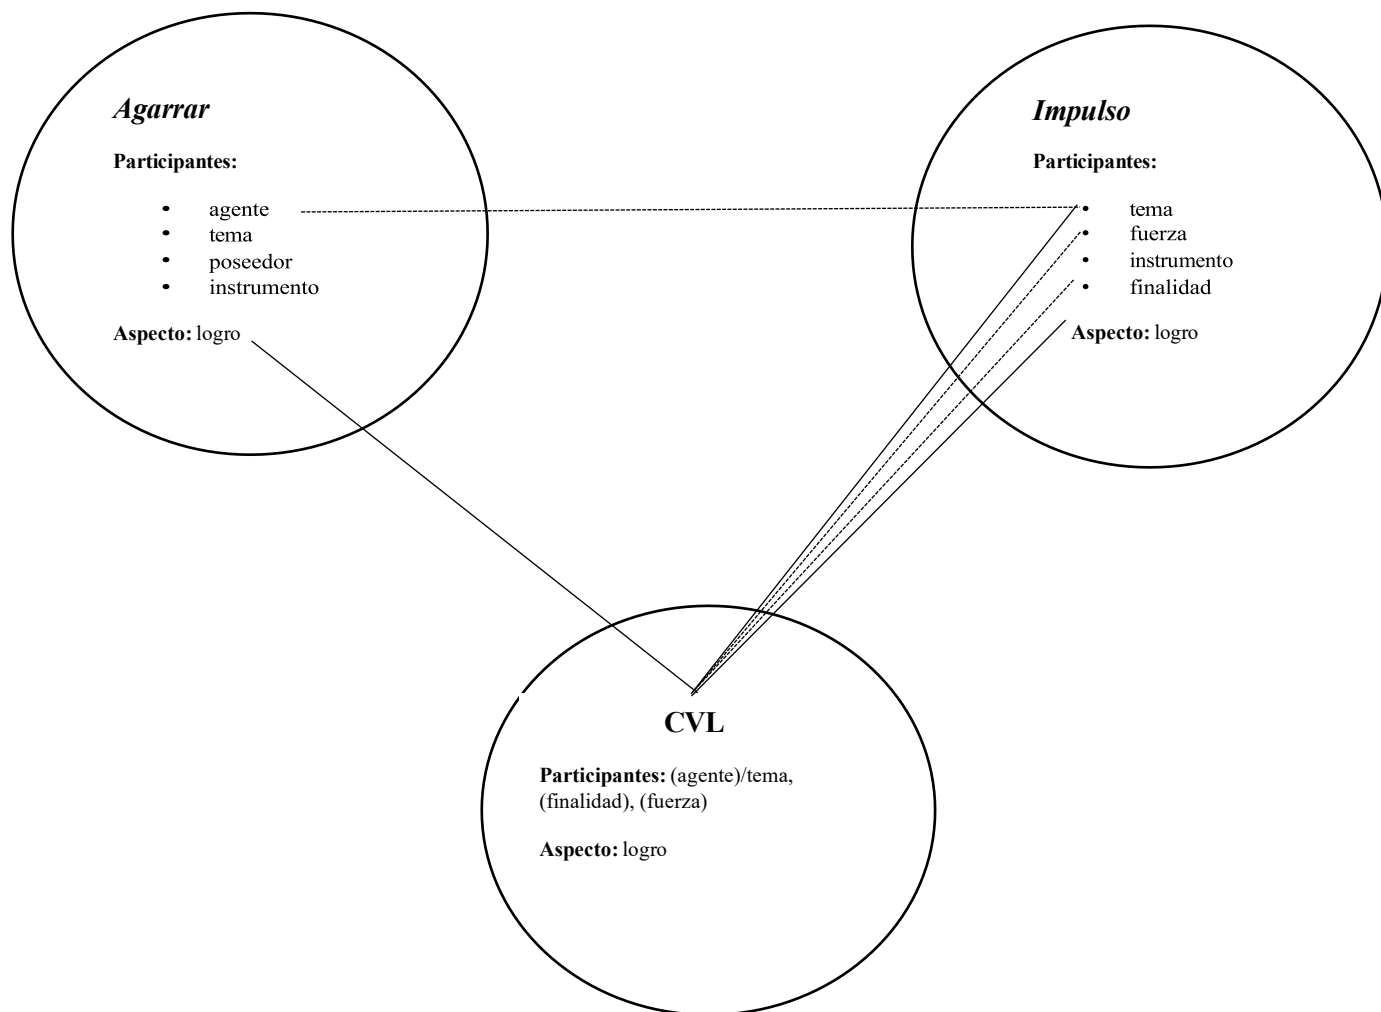 Agarrar
Participantes:
• agente
• tema
• poseedor
• instrumento
Aspecto: logro
Impulso
Participantes:
• tema
• fuerza
• instrumento
• finalidad
Aspecto: logro
CVL
Participantes: (agente)/tema,
(finalidad), (fuerza)
Aspecto: logro